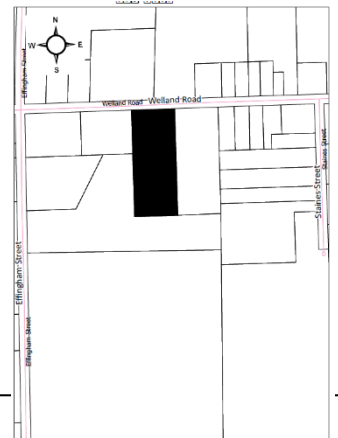 N
W E
S
Effingham Street
Welland Road Welland Road
Staines Street
Staines Street
Effingham Street
Effingham Street